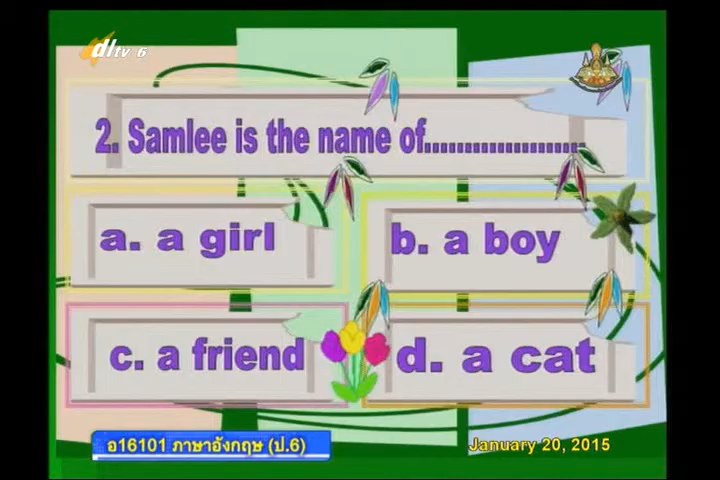 dltv 6
2. Samlee is the name of....................
a. a girl
b. a boy
c. a friend
d. a cat
อ16101 ภาษาอังกฤษ (ป.6)
January 20, 2015